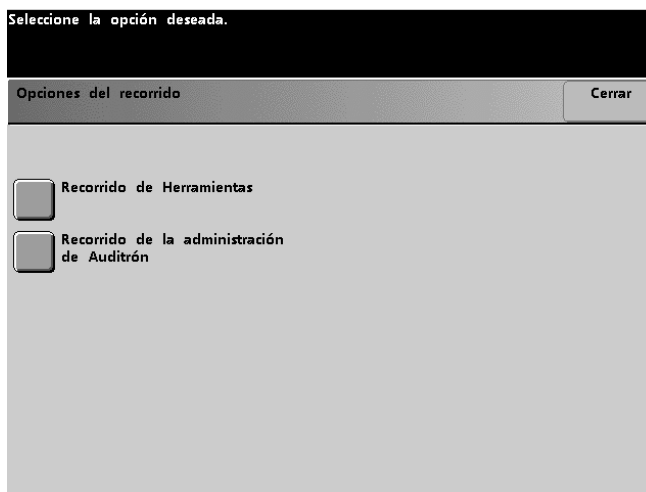 Seleccione la opción deseada.
Opciones del recorrido
Cerrar
Recorrido de Herramientas
Recorrido de la administración
de Auditrón